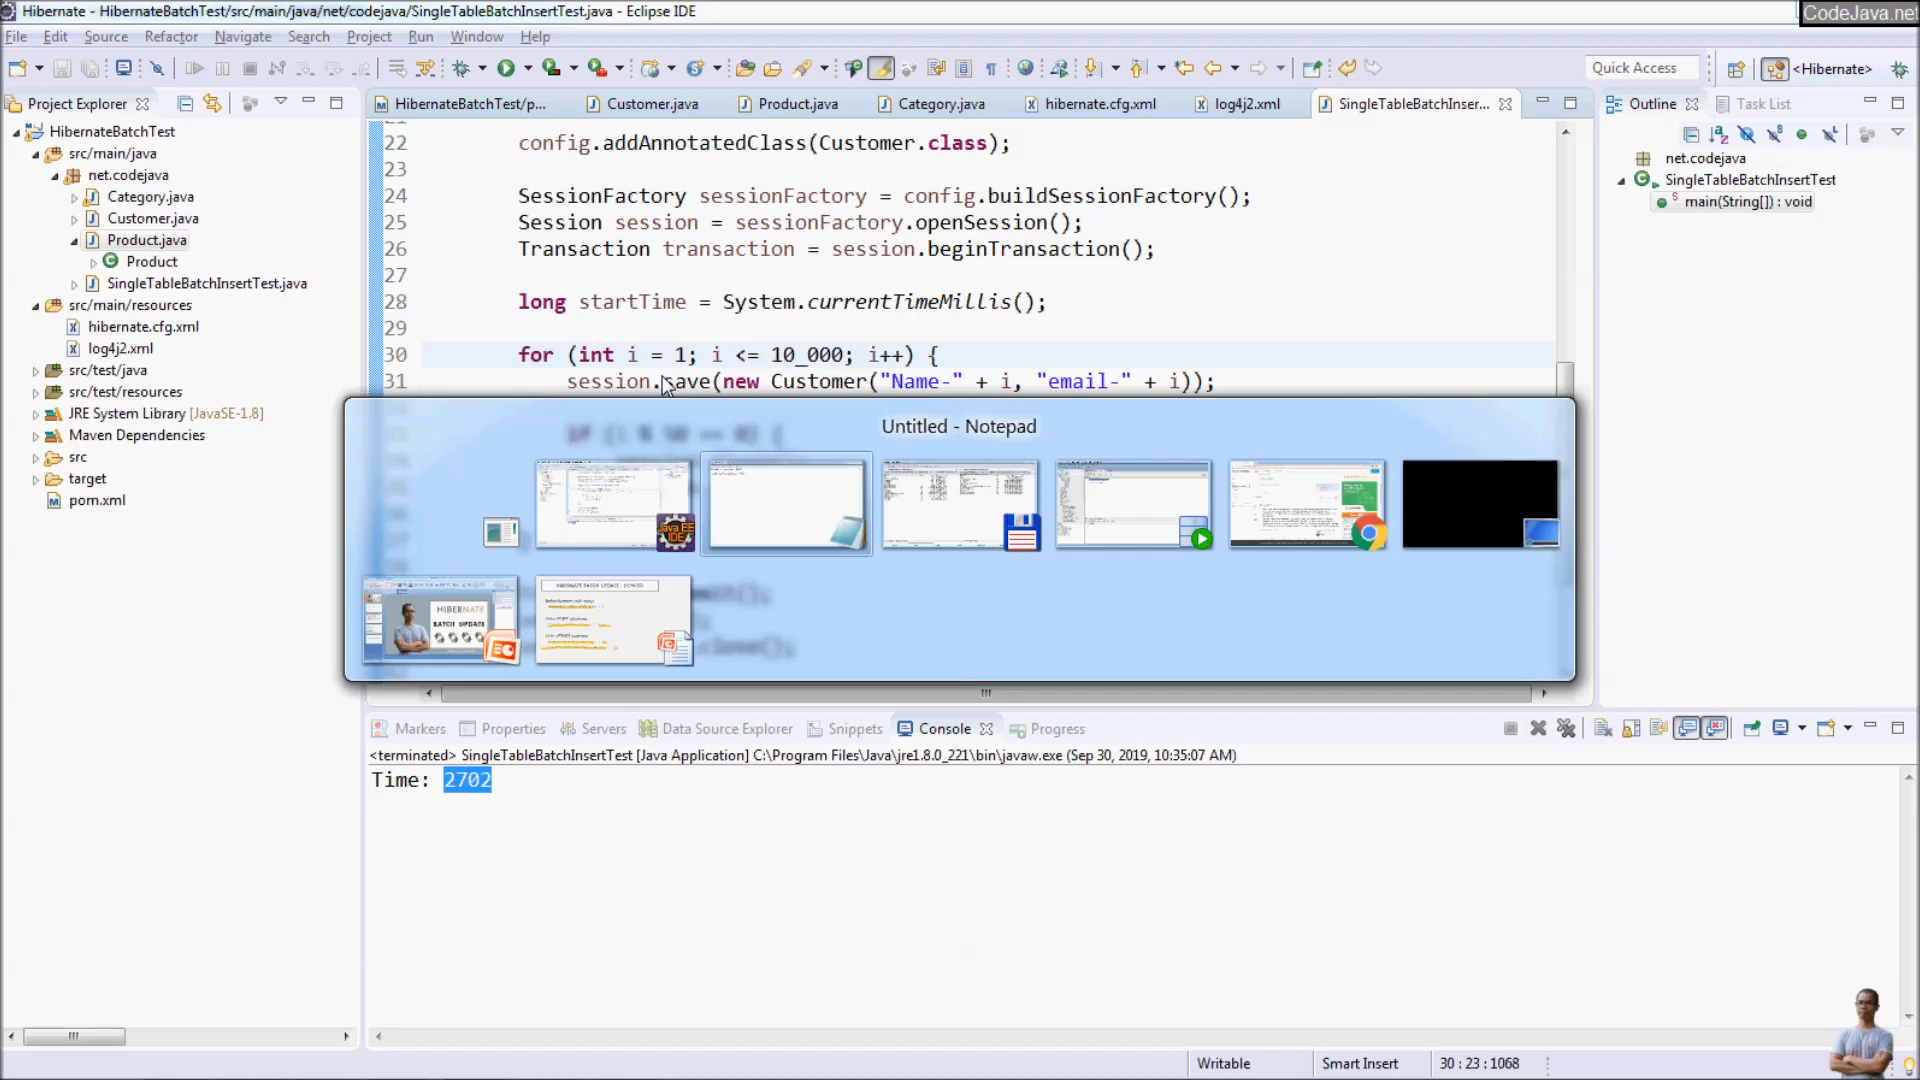 Hibernate - HibernateBatchTest/src/main/java/net/codejava/SingleTableBatchInsertTest.java - Eclipse IDE
CodeJava.net
File Edit Source Refactor Navigate Search Project Run Window Help
Quick Access
<Hibernate>
Project Explorer
HibernateBatchTest/p...
Customer.java
Product.java
Category.java
hibernate.cfg.xml
log4j2.xml
SingleTableBatchInser...
Outline
Task List
HibernateBatchTest
src/main/java
net.codejava
Category.java
Customer.java
Product.java
Product
SingleTableBatchInsertTest.java
src/main/resources
hibernate.cfg.xml
log4j2.xml
src/test/java
src/test/resources
JRE System Library [JavaSE-1.8]
Maven Dependencies
src
target
pom.xml
22 config.addAnnotatedClass(Customer.class);
23
24 SessionFactory sessionFactory = config.buildSessionFactory();
25 Session session = sessionFactory.openSession();
26 Transaction transaction = session.beginTransaction();
27
28 long startTime = System.currentTimeMillis();
29
30 for (int i = 1; i <= 10_000; i++) {
31 session.save(new Customer("Name-" + i, "email-" + i));
net.codejava
SingleTableBatchInsertTest
main(String[]) : void
Untitled - Notepad
Java EE
IDE
HIBERNATE
BATCH UPDATE
Markers
Properties
Servers
Data Source Explorer
Snippets
Console
Progress
<terminated> SingleTableBatchInsertTest [Java Application] C:\Program Files\Java\jre1.8.0_221\bin\javaw.exe (Sep 30, 2019, 10:35:07 AM)
Time: 2702
Writable
Smart Insert
30 : 23 : 1068